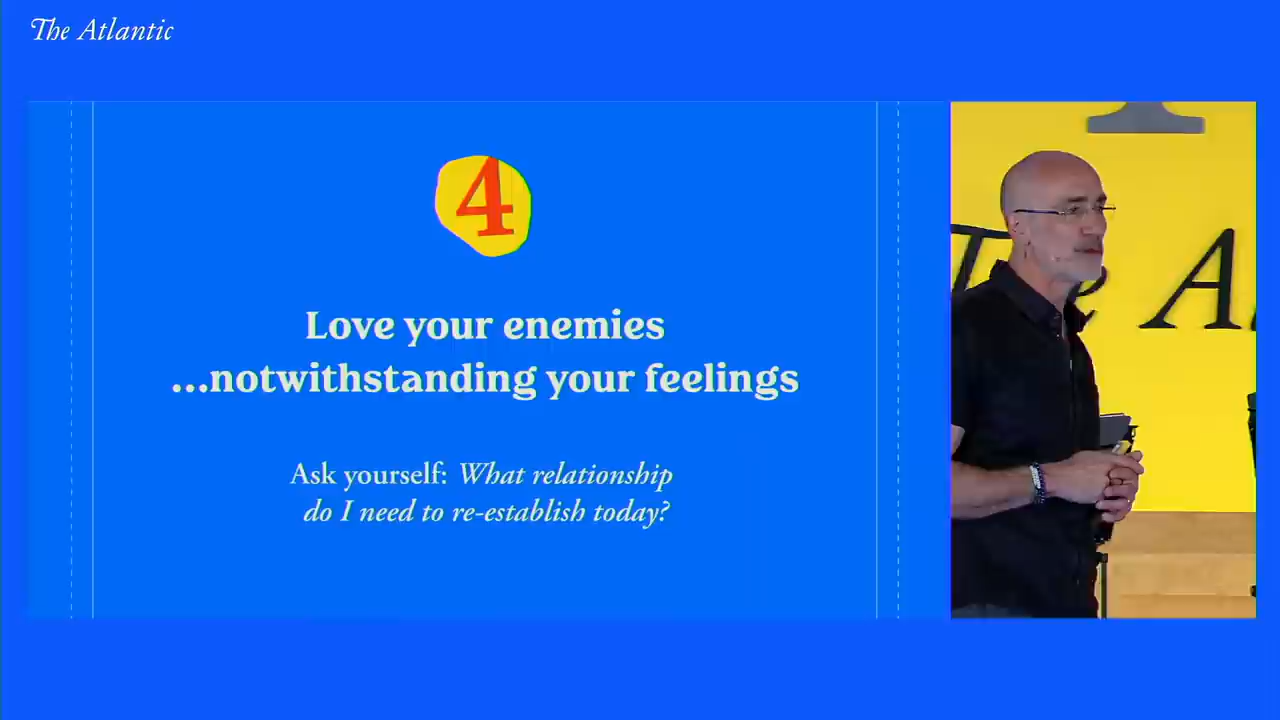 The Atlantic
4
Love your enemies
...notwithstanding your feelings
Ask yourself: What relationship
do I need to re-establish today?